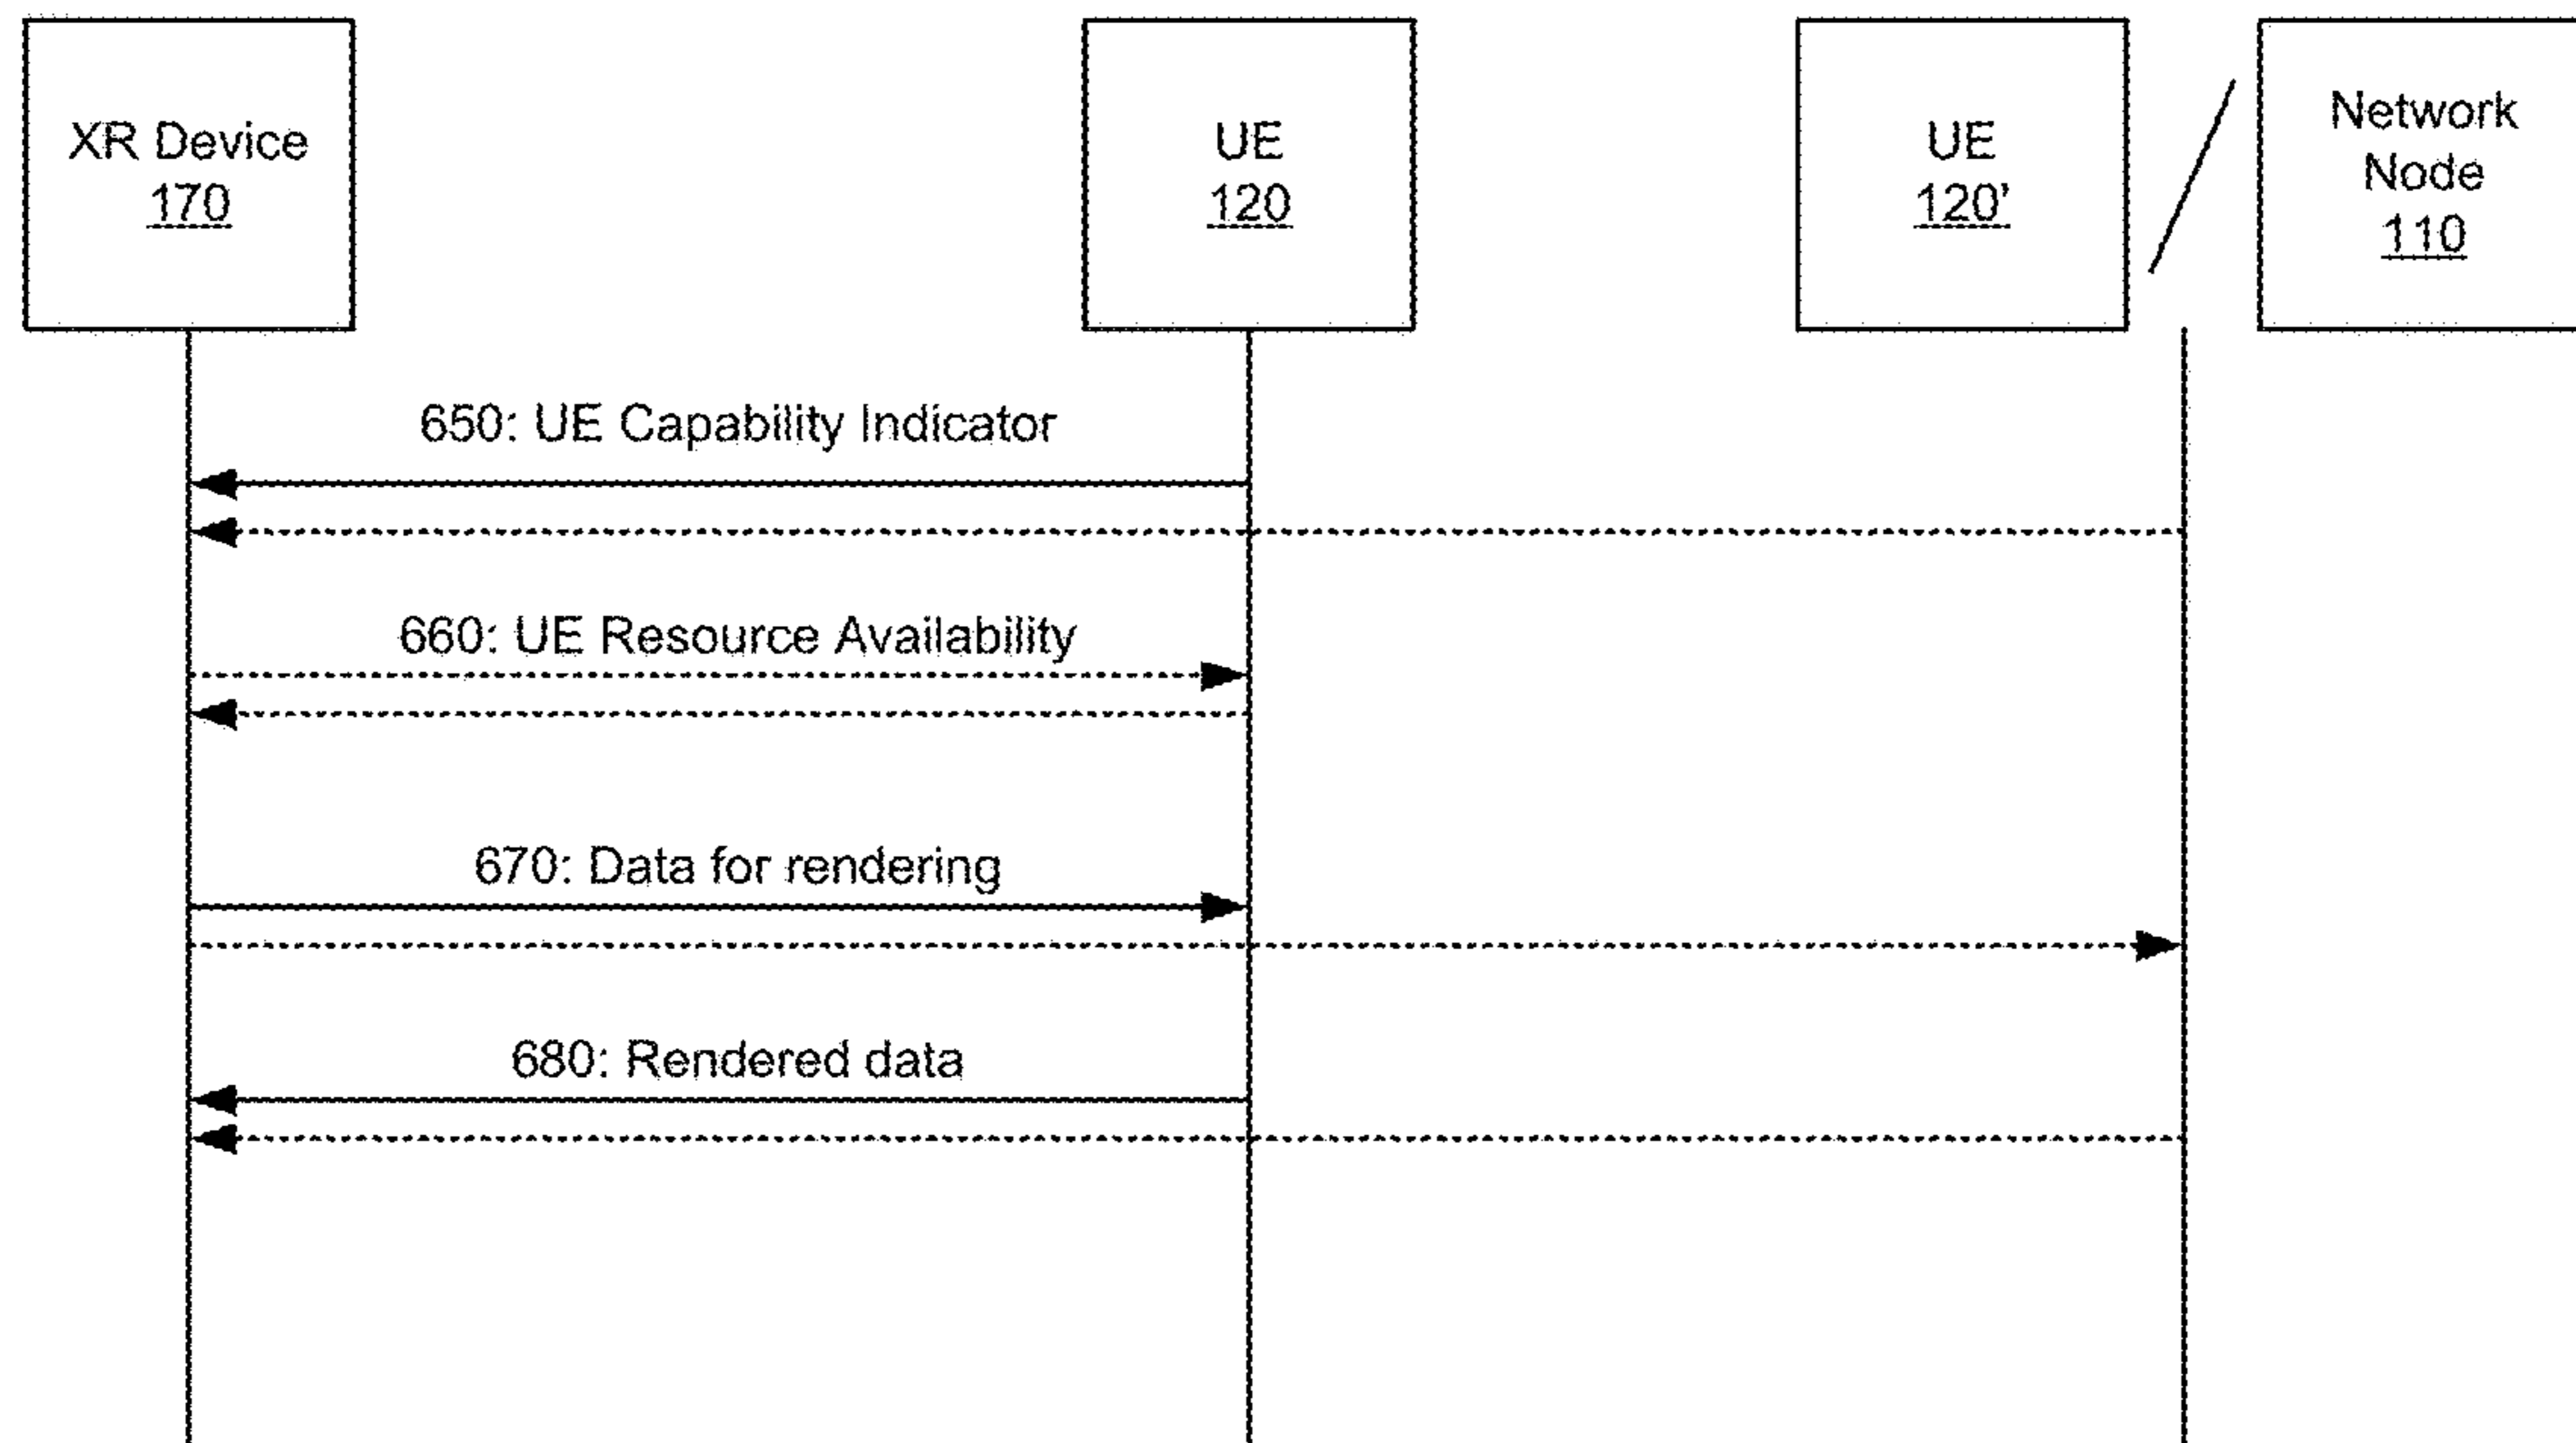 XR Device
170
UE
120
UE
120'
Network
Node
110
650: UE Capability Indicator
660: UE Resource Availability
670: Data for rendering
680: Rendered data